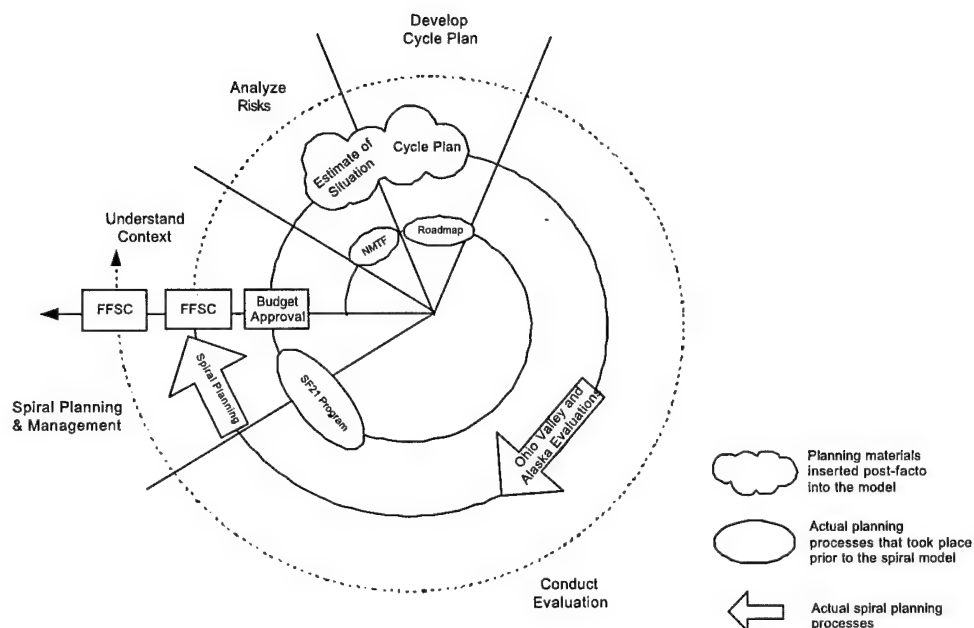 Develop
Cycle Plan
Analyze
Risks
Estimate of
Situation
Cycle Plan
Understand
Context
NMTF
Roadmap
FFSC
FFSC
Budget
Approval
Spiral Planning
SF21 Program
Spiral Planning
& Management
Ohio Valley and
Alaska Evaluations
Conduct
Evaluation
Planning materials
inserted post-facto
into the model
Actual planning
processes that took place
prior to the spiral model
Actual spiral planning
processes